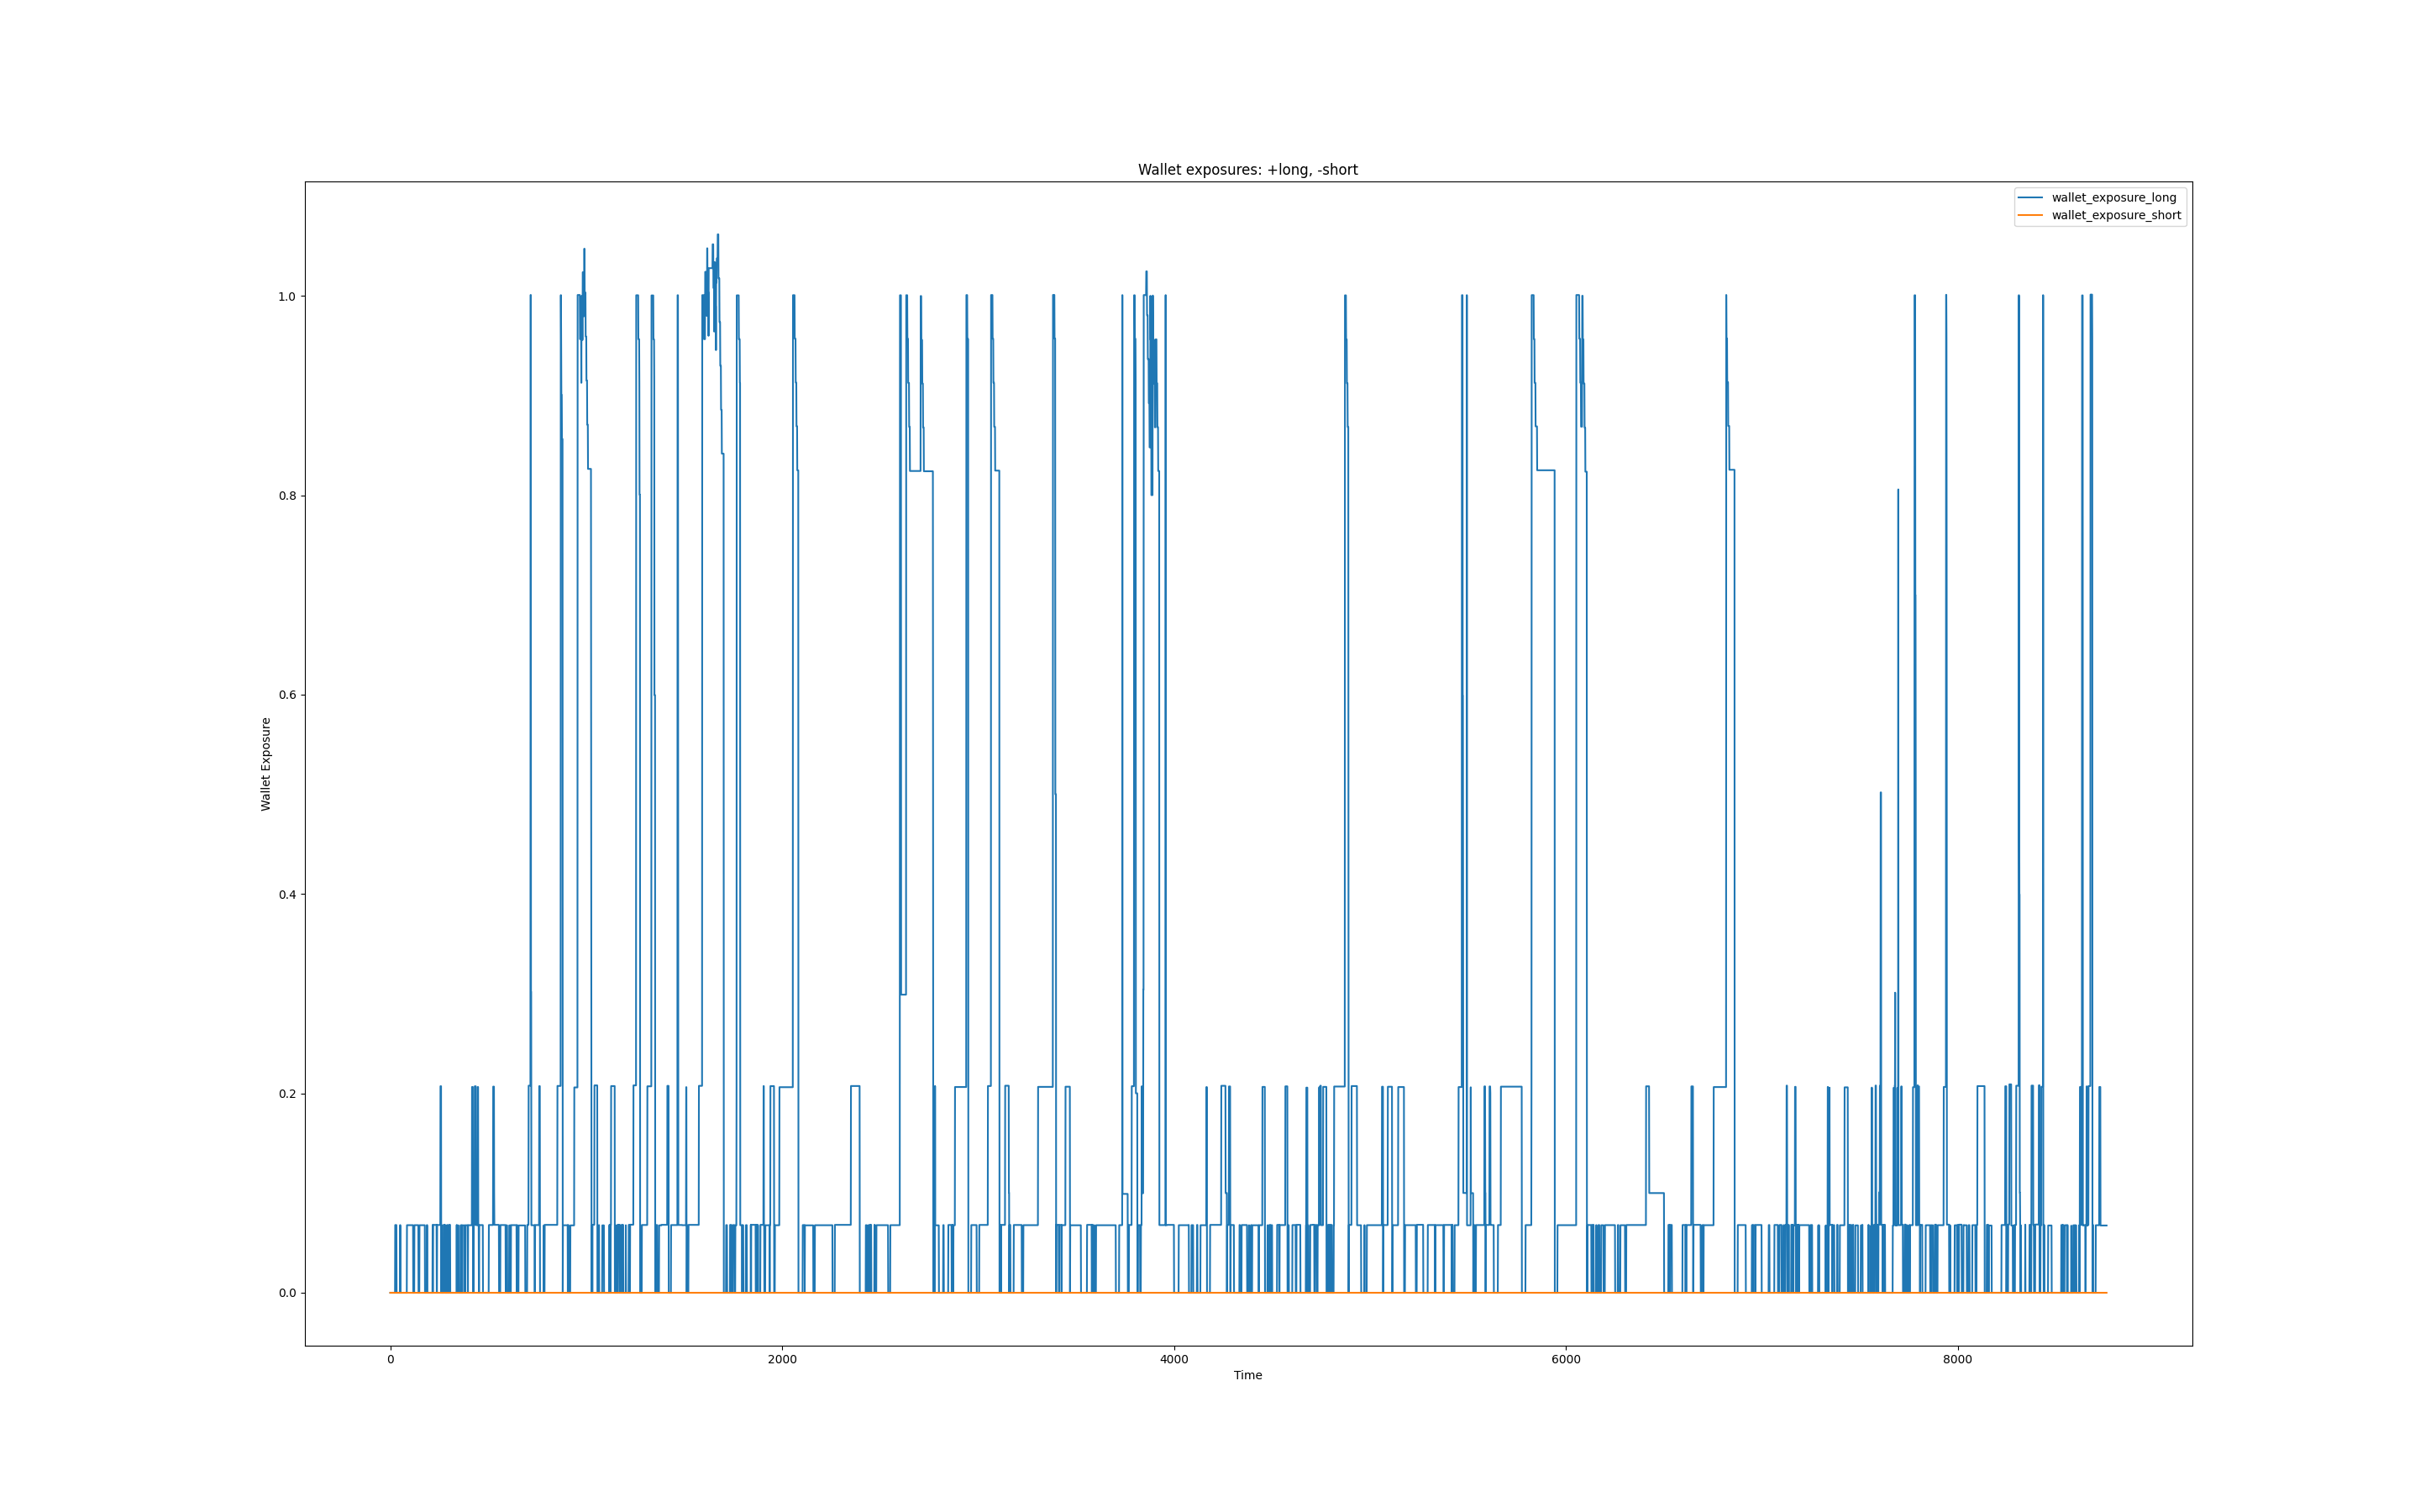 Wallet exposures: +long, -short
wallet_exposure_long
wallet_exposure_short
1.0
0.8
0.6
0.4
0.2
0.0
Wallet Exposure
0 2000 4000 6000 8000
Time